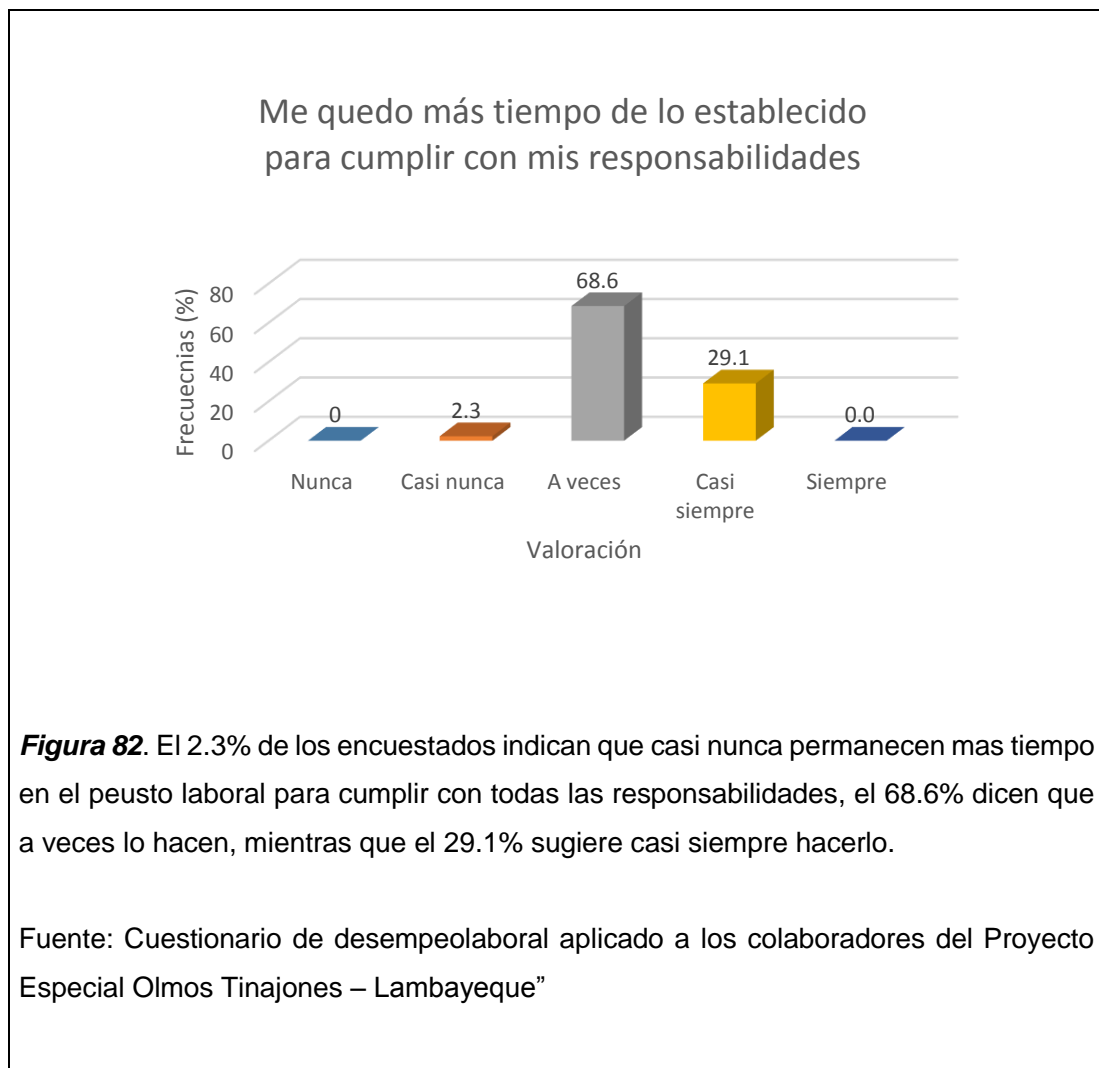 Me quedo más tiempo de lo establecido
para cumplir con mis responsabilidades
Frecuecnias (%)
80
60
40
20
0
0
2.3
68.6
29.1
0.0
Nunca
Casi nunca
A veces
Casi
siempre
Siempre
Valoración
Figura 82. El 2.3% de los encuestados indican que casi nunca permanecen mas tiempo
en el peusto laboral para cumplir con todas las responsabilidades, el 68.6% dicen que
a veces lo hacen, mientras que el 29.1% sugiere casi siempre hacerlo.
Fuente: Cuestionario de desempeolaboral aplicado a los colaboradores del Proyecto
Especial Olmos Tinajones – Lambayeque”